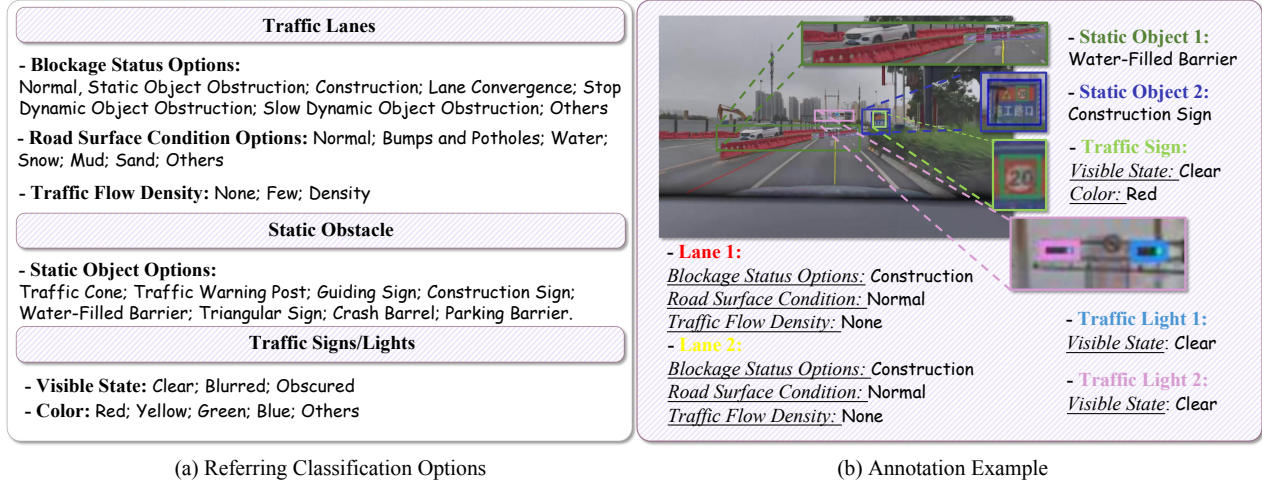 Traffic Lanes
- Blockage Status Options:
Normal, Static Object Obstruction; Construction; Lane Convergence; Stop
Dynamic Object Obstruction; Slow Dynamic Object Obstruction; Others
- Road Surface Condition Options: Normal; Bumps and Potholes; Water;
Snow; Mud; Sand; Others
- Traffic Flow Density: None; Few; Density
Static Obstacle
- Static Object Options:
Traffic Cone; Traffic Warning Post; Guiding Sign; Construction Sign;
Water-Filled Barrier; Triangular Sign; Crash Barrel; Parking Barrier.
Traffic Signs/Lights
- Visible State: Clear; Blurred; Obscured
- Color: Red; Yellow; Green; Blue; Others
(a) Referring Classification Options
20
- Static Object 1:
Water-Filled Barrier
- Static Object 2:
Construction Sign
- Traffic Sign:
Visible State: Clear
Color: Red
- Lane 1:
Blockage Status Options: Construction
Road Surface Condition: Normal
Traffic Flow Density: None
- Lane 2:
Blockage Status Options: Construction
Road Surface Condition: Normal
Traffic Flow Density: None
- Traffic Light 1:
Visible State: Clear
- Traffic Light 2:
Visible State: Clear
(b) Annotation Example